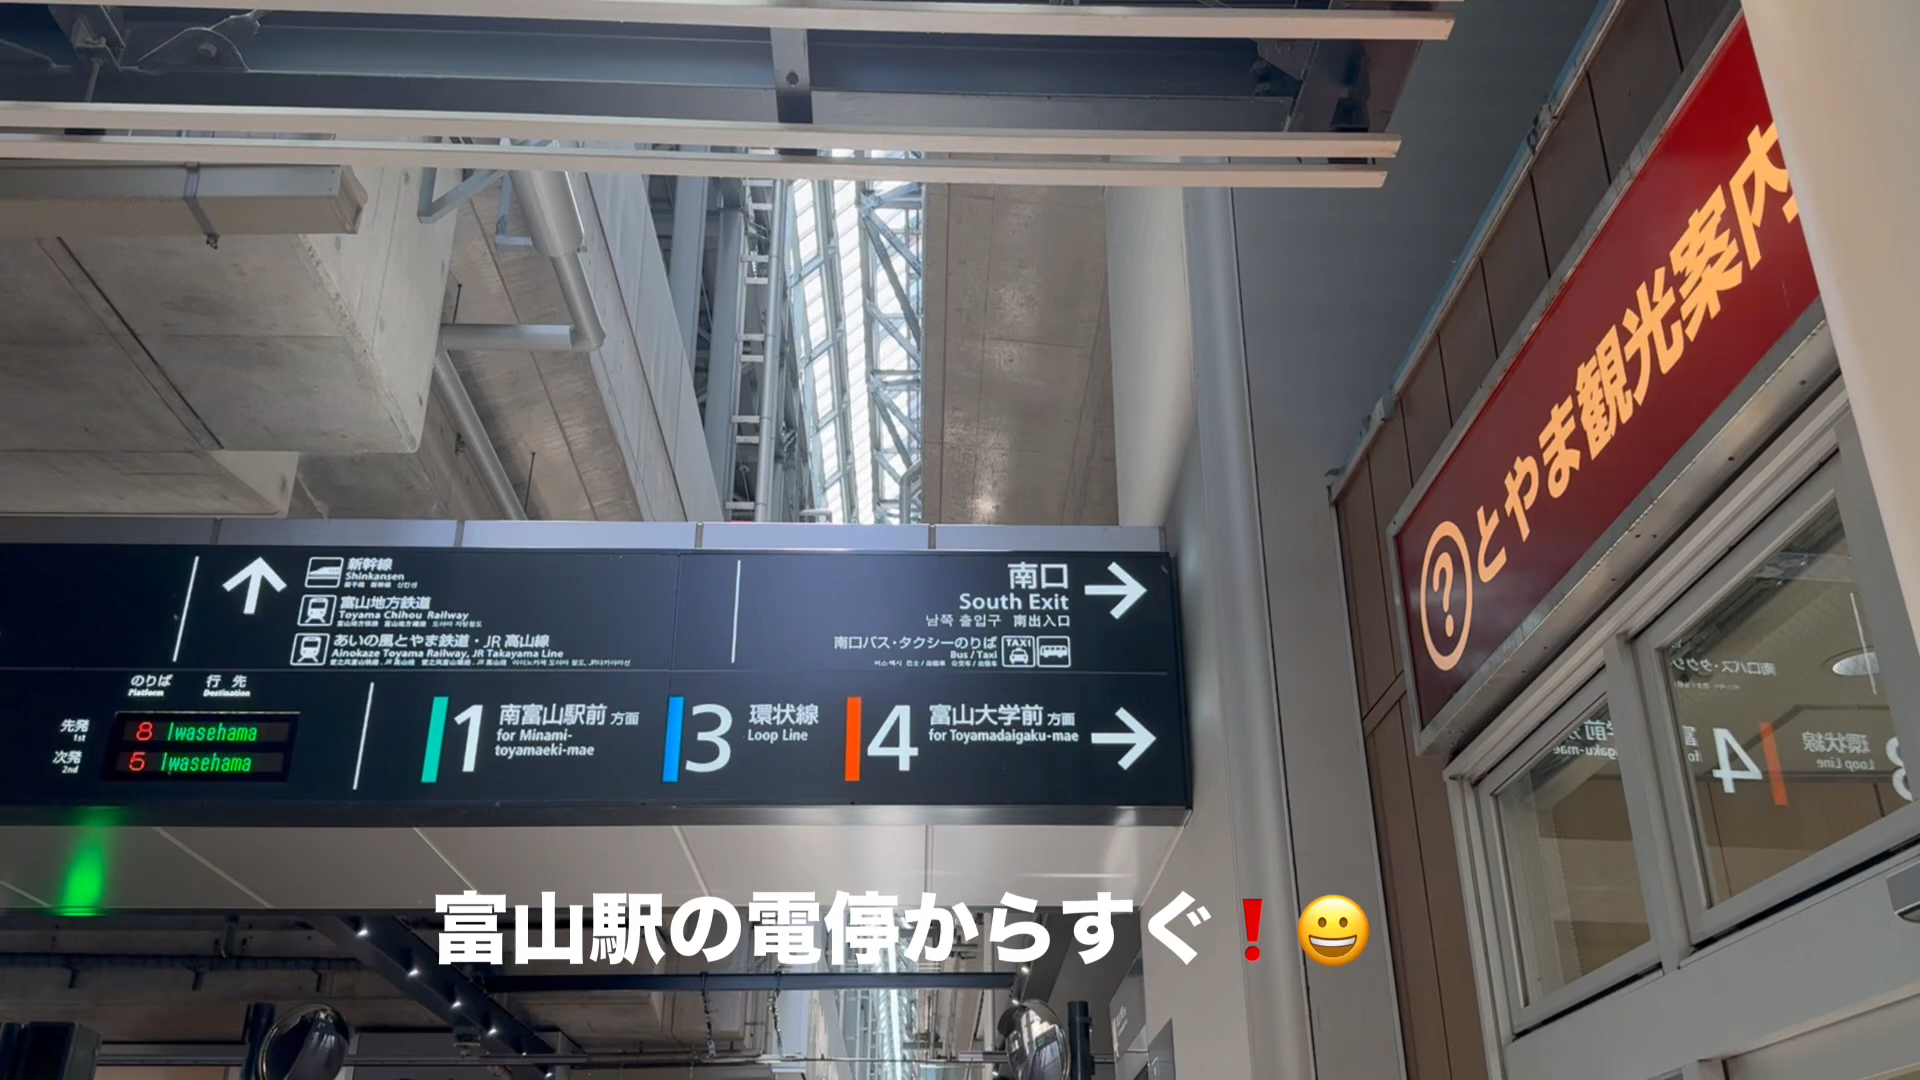 新幹線
Shinkansen
富山地方鉄道
Toyama Chihou Railway
あいの風とやま鉄道・JR 高山線
Ainokaze Toyama Railway, JR Takayama Line
南口
South Exit
남쪽 출입구 南出入口
南口バス・タクシーのりば
TAXI
Bus / Taxi
のりば 行先
Platform Destination
先発
1st
8 Iwasehama
次発
2nd
5 Iwasehama
1 南富山駅前 方面
for Minami-
toyamaeki-mae
3 環状線
Loop Line
4 富山大学前 方面
for Toyamadaigaku-mae
? とやま観光案内
富山駅の電停からすぐ❗😀